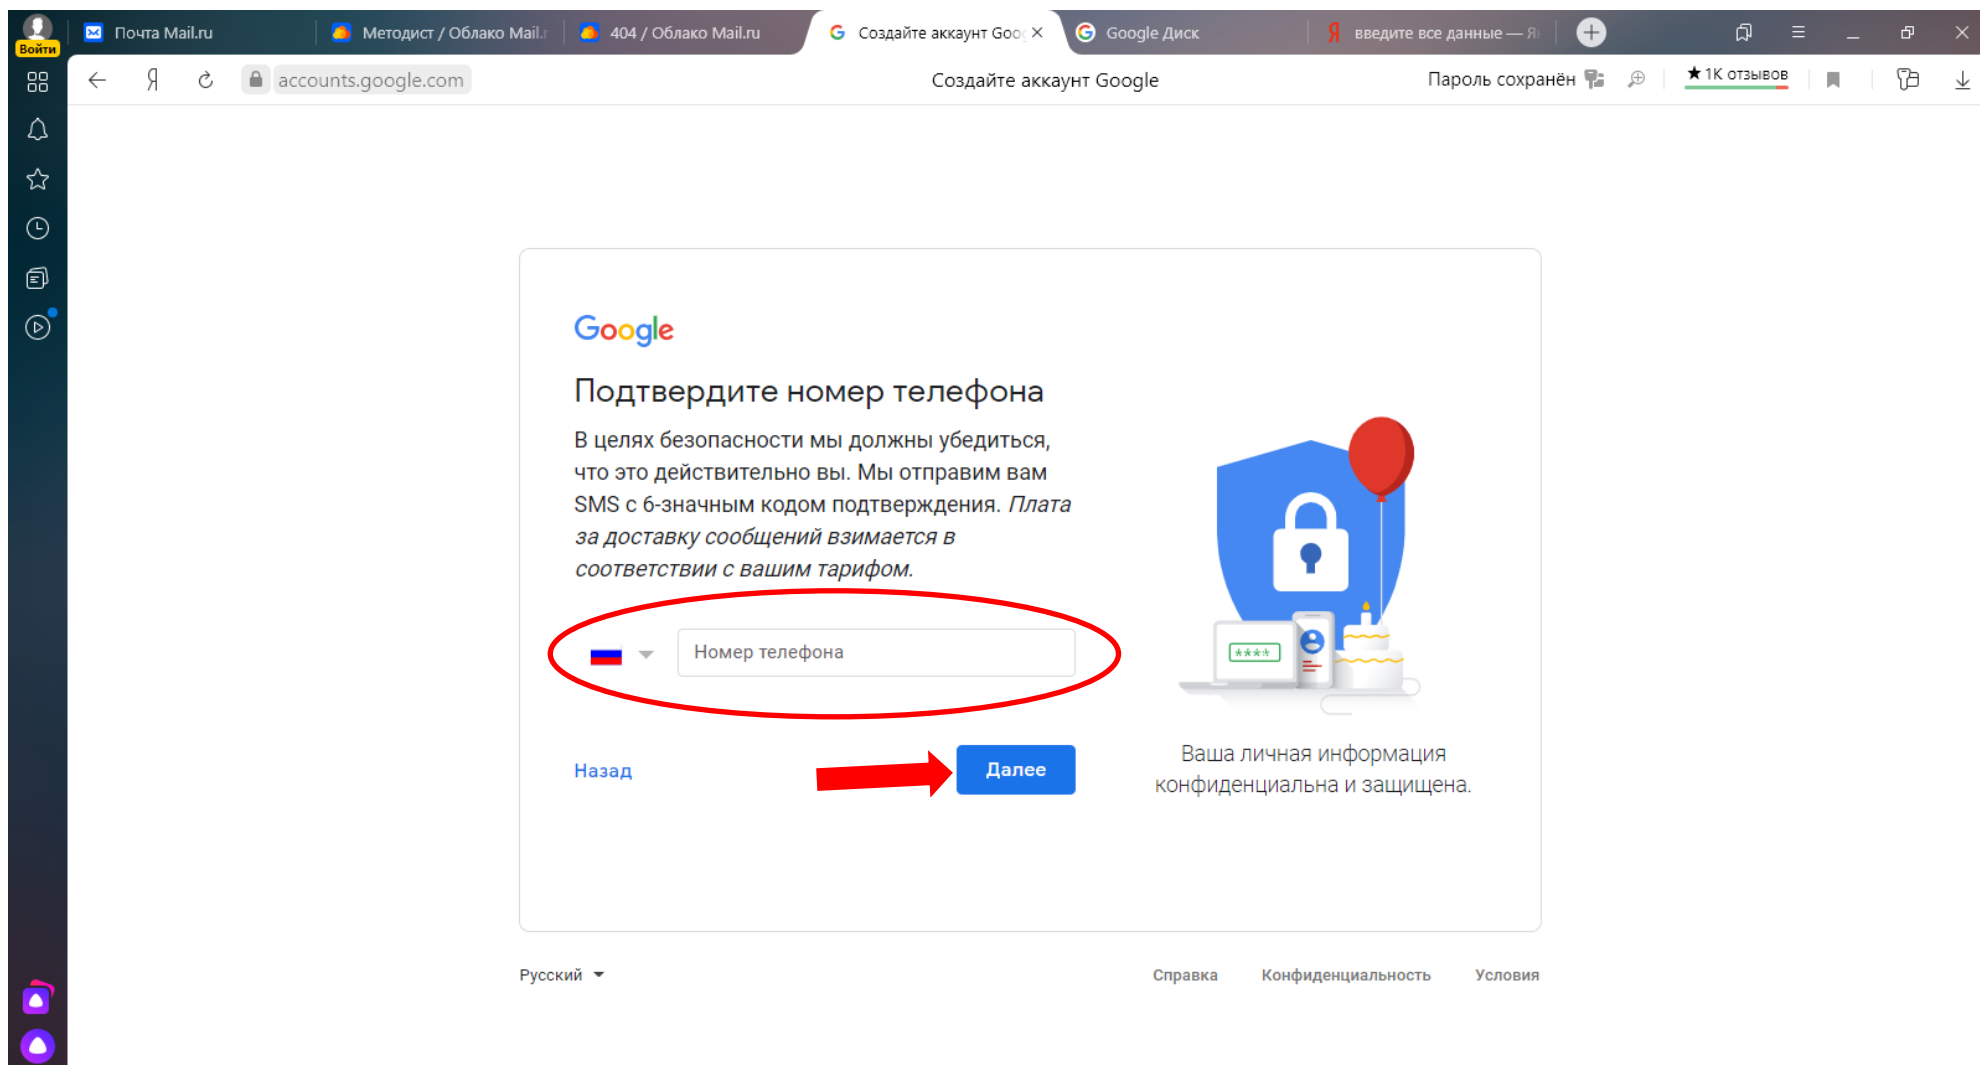 Войти
Почта Mail.ru
Методист / Облако Mail.r
404 / Облако Mail.ru
Создайте аккаунт Goo
Google Диск
введите все данные — Я
accounts.google.com
Создайте аккаунт Google
Пароль сохранён
★ 1K отзывов
Google
Подтвердите номер телефона
В целях безопасности мы должны убедиться,
что это действительно вы. Мы отправим вам
SMS с 6-значным кодом подтверждения. Плата
за доставку сообщений взимается в
соответствии с вашим тарифом.
Номер телефона
****
Назад
Далее
Ваша личная информация
конфиденциальна и защищена.
Русский
Справка
Конфиденциальность
Условия